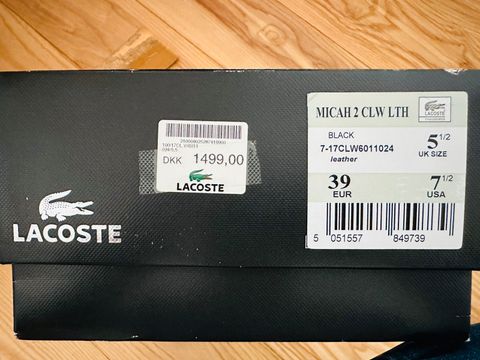 MICAH 2 CLW LTH
LACOSTE
BLACK
7-17CLW6011024
leather
5 1/2
UK SIZE
39
EUR
7 1/2
USA
5 051557 849739
DKK 1499,00
LACOSTE
LACOSTE